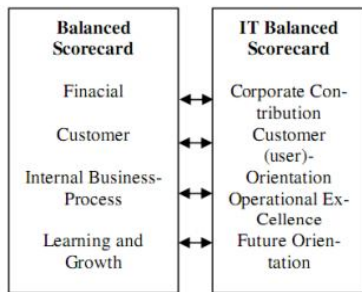 Balanced
Scorecard
Finacial
Customer
Internal Business-
Process
Learning and
Growth
IT Balanced
Scorecard
Corporate Con-
tribution
Customer
(user)-
Orientation
Operational Ex-
Cellence
Future Orien-
tation